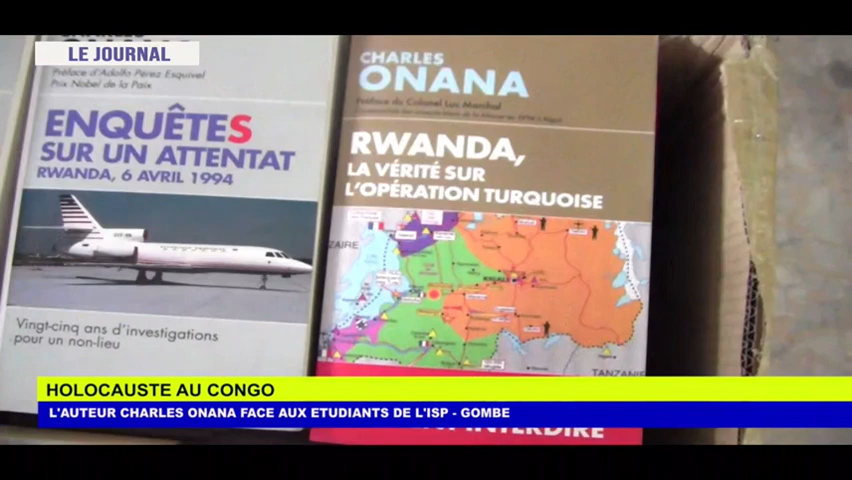 LE JOURNAL
Préface d'Adolfo Pérez Esquivel
Prix Nobel de la Paix
ENQUÊTES
SUR UN ATTENTAT
RWANDA, 6 AVRIL 1994
Vingt-cinq ans d'investigations
pour un non-lieu
CHARLES
ONANA
Préface du Colonel Luc Marchal
RWANDA,
LA VÉRITÉ SUR
L'OPÉRATION TURQUOISE
ZAIRE
TANZANIE
INTERDIRE
HOLOCAUSTE AU CONGO
L'AUTEUR CHARLES ONANA FACE AUX ETUDIANTS DE L'ISP - GOMBE